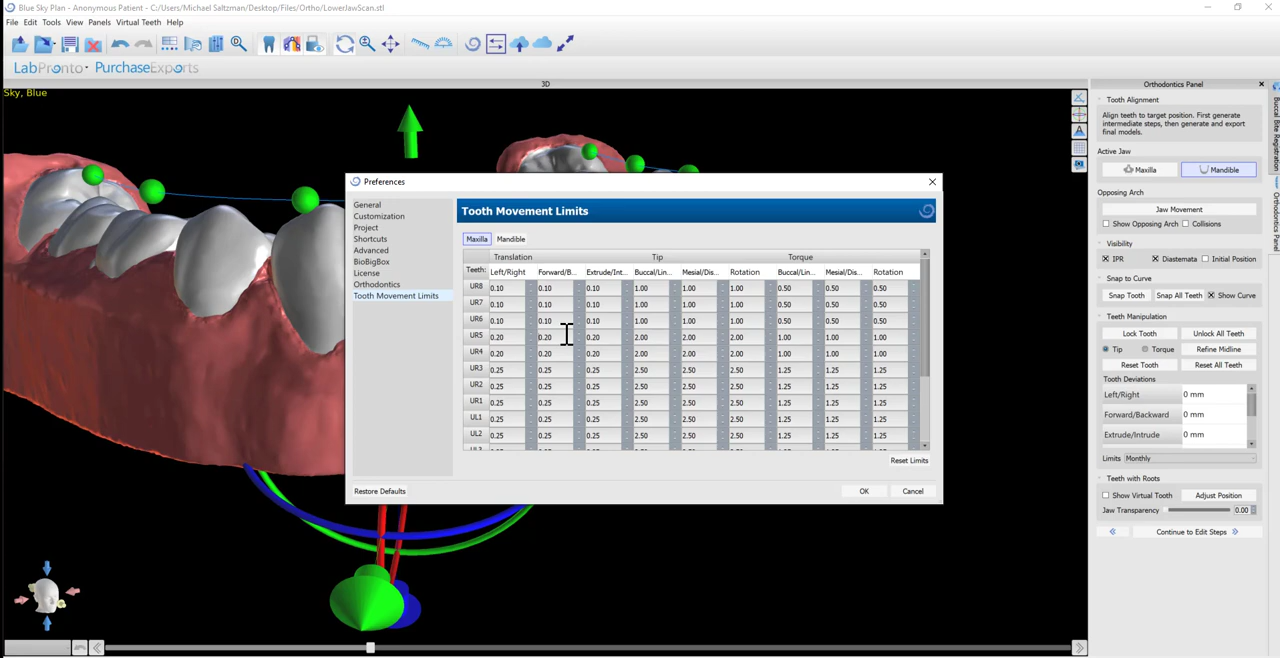 Blue Sky Plan - Anonymous Patient - C:/Users/Michael Saltzman/Desktop/Files/Ortho/LowerJawScan.stl
File Edit Tools View Panels Virtual Teeth Help
LabPronto PurchaseExports
3D
Sky, Blue
Preferences
General
Customization
Project
Shortcuts
Advanced
BioBigBox
License
Orthodontics
Tooth Movement Limits
Tooth Movement Limits
Maxilla Mandible
Translation Tip Torque
Teeth: Left/Right Forward/B... Extrude/Int... Buccal/Lin... Mesial/Dis... Rotation Buccal/Lin... Mesial/Dis... Rotation
UR8 0.10 0.10 0.10 1.00 1.00 1.00 0.50 0.50 0.50
UR7 0.10 0.10 0.10 1.00 1.00 1.00 0.50 0.50 0.50
UR6 0.10 0.10 0.10 1.00 1.00 1.00 0.50 0.50 0.50
UR5 0.20 0.20 0.20 2.00 2.00 2.00 1.00 1.00 1.00
UR4 0.20 0.20 0.20 2.00 2.00 2.00 1.00 1.00 1.00
UR3 0.25 0.25 0.25 2.50 2.50 2.50 1.25 1.25 1.25
UR2 0.25 0.25 0.25 2.50 2.50 2.50 1.25 1.25 1.25
UR1 0.25 0.25 0.25 2.50 2.50 2.50 1.25 1.25 1.25
UL1 0.25 0.25 0.25 2.50 2.50 2.50 1.25 1.25 1.25
UL2 0.25 0.25 0.25 2.50 2.50 2.50 1.25 1.25 1.25
Reset Limits
Restore Defaults OK Cancel
Orthodontics Panel
Tooth Alignment
Align teeth to target position. First generate
intermediate steps, then generate and export
final models.
Active Jaw
Maxilla Mandible
Opposing Arch
Jaw Movement
Show Opposing Arch Collisions
Visibility
IPR Diastemata Initial Position
Snap to Curve
Snap Tooth Snap All Teeth Show Curve
Teeth Manipulation
Lock Tooth Unlock All Teeth
Tip Torque Refine Midline
Reset Tooth Reset All Teeth
Tooth Deviations
Left/Right 0 mm
Forward/Backward 0 mm
Extrude/Intrude 0 mm
Limits Monthly
Teeth with Roots
Show Virtual Tooth Adjust Position
Jaw Transparency 0.00
Continue to Edit Steps
Buccal Bite Registration
Orthodontics Panel